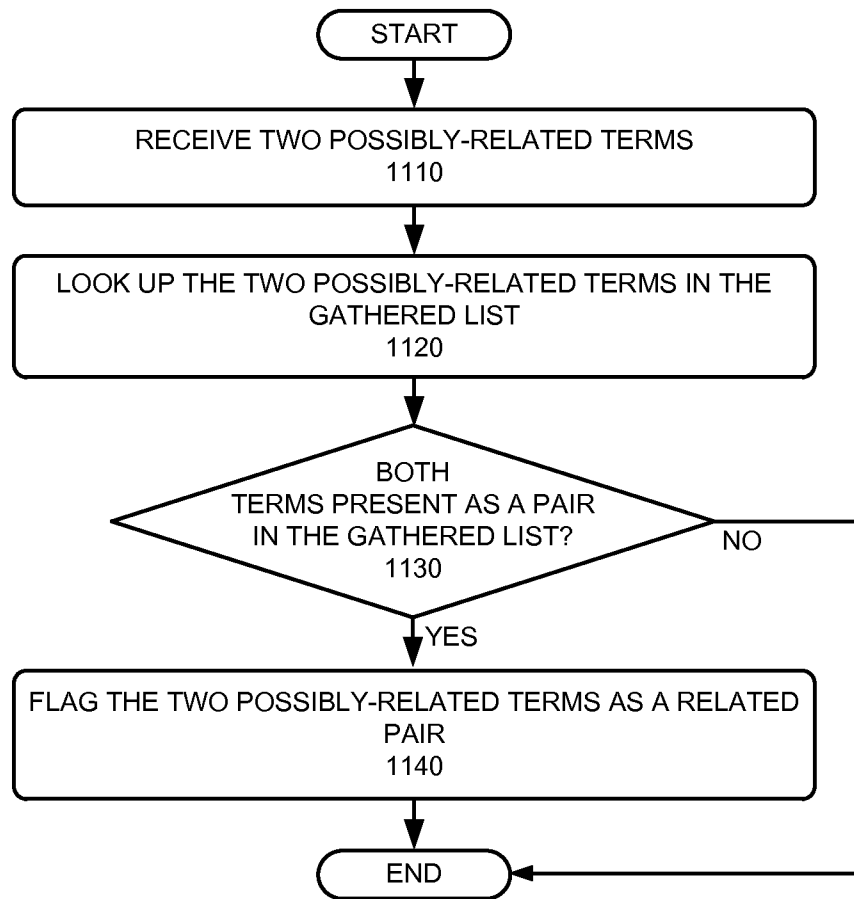 START
RECEIVE TWO POSSIBLY-RELATED TERMS
1110
LOOK UP THE TWO POSSIBLY-RELATED TERMS IN THE
GATHERED LIST
1120
BOTH
TERMS PRESENT AS A PAIR
IN THE GATHERED LIST?
1130
NO
YES
FLAG THE TWO POSSIBLY-RELATED TERMS AS A RELATED
PAIR
1140
END